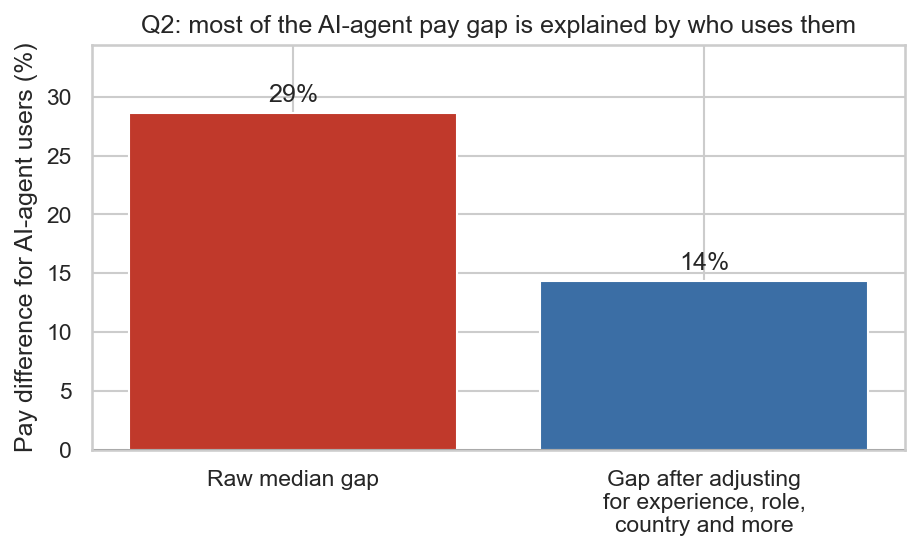 Q2: most of the AI-agent pay gap is explained by who uses them
Pay difference for AI-agent users (%)
30
25
20
15
10
5
0
29%
14%
Raw median gap
Gap after adjusting
for experience, role,
country and more